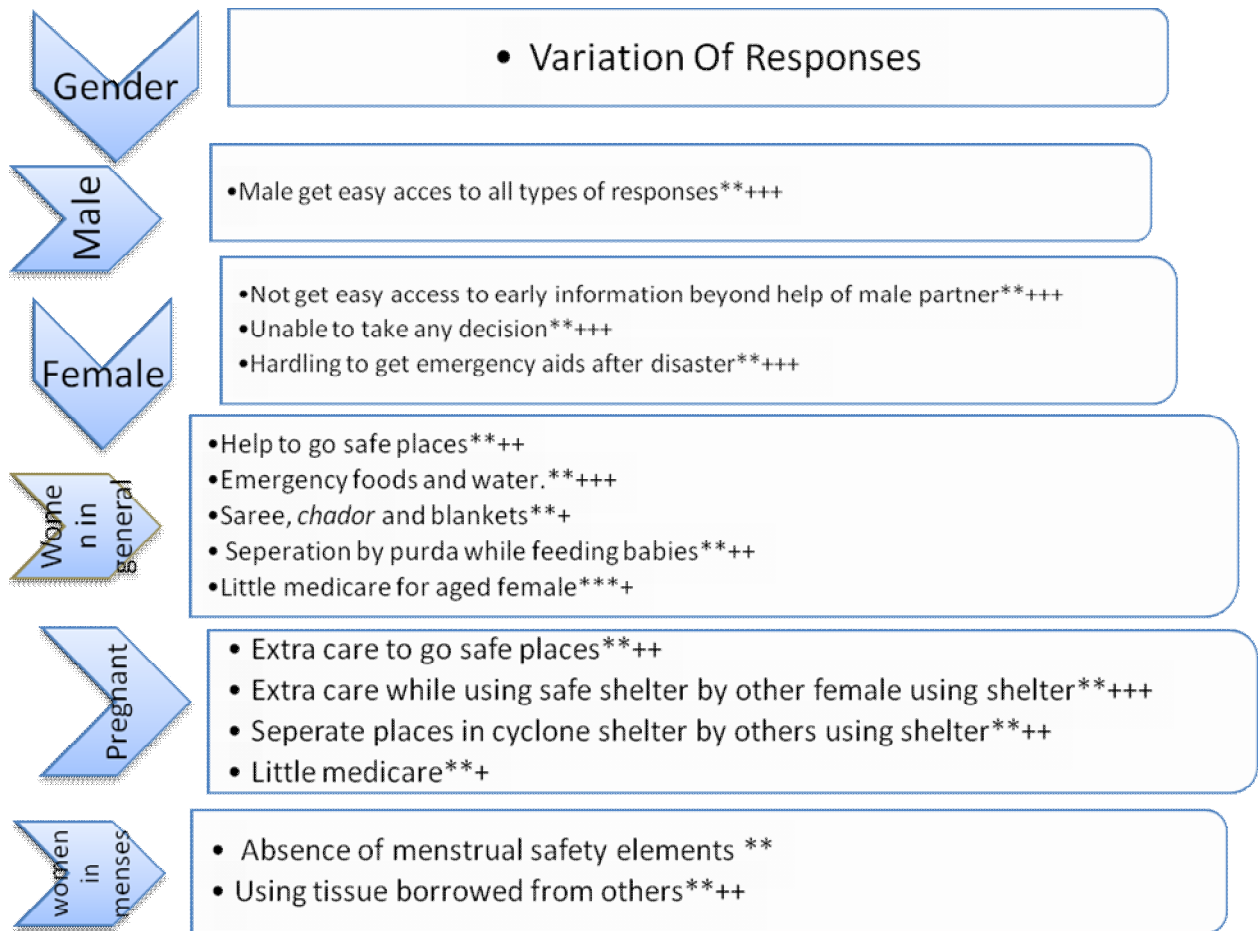 Gender
• Variation Of Responses
Male
•Male get easy acces to all types of responses**+++
Female
•Not get easy access to early information beyond help of male partner**+++
•Unable to take any decision**+++
•Hardling to get emergency aids after disaster**+++
Wome
n in
general
•Help to go safe places**++
•Emergency foods and water.**+++
•Saree, chador and blankets**+
• Seperation by purda while feeding babies**++
•Little medicare for aged female***+
Pregnant
• Extra care to go safe places**++
• Extra care while using safe shelter by other female using shelter**+++
• Seperate places in cyclone shelter by others using shelter**++
• Little medicare**+
women
in
menses
• Absence of menstrual safety elements **
• Using tissue borrowed from others**++